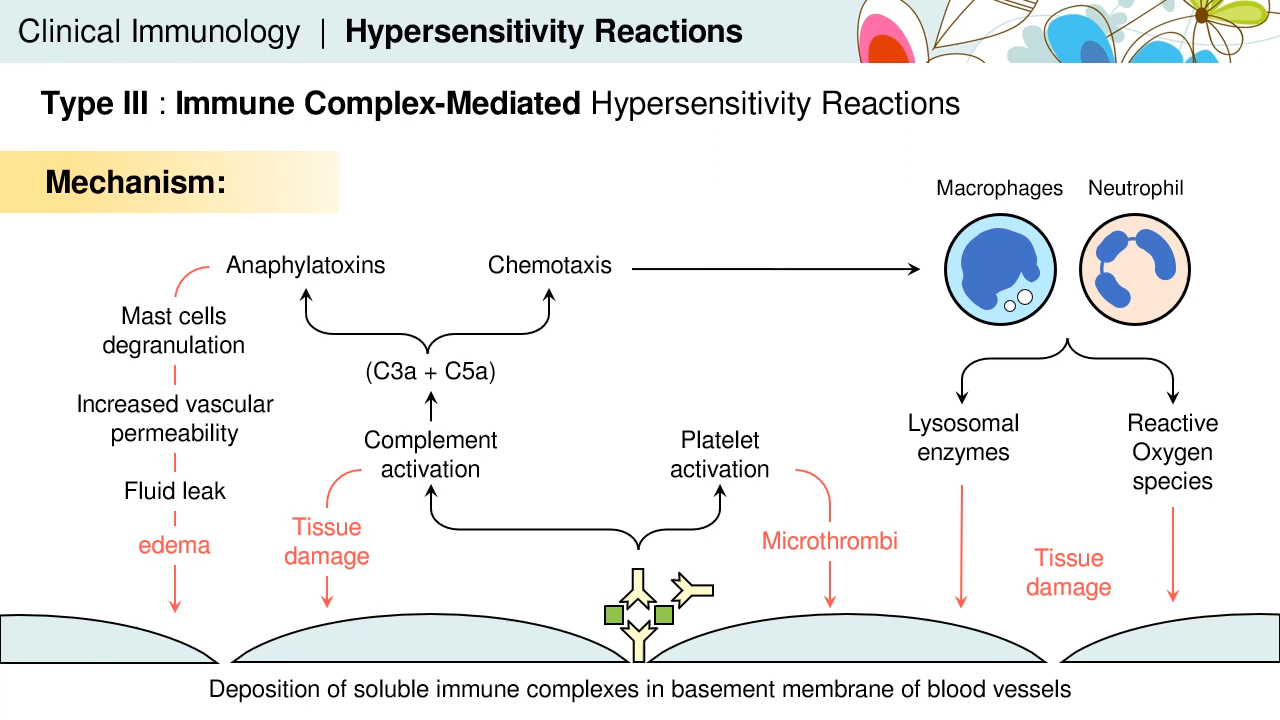 Clinical Immunology | Hypersensitivity Reactions
Type III : Immune Complex-Mediated Hypersensitivity Reactions
Mechanism:
Macrophages
Neutrophil
Anaphylatoxins
Chemotaxis
Mast cells
degranulation
Increased vascular
permeability
Fluid leak
edema
(C3a + C5a)
Complement
activation
Tissue
damage
Platelet
activation
Microthrombi
Lysosomal
enzymes
Reactive
Oxygen
species
Tissue
damage
Deposition of soluble immune complexes in basement membrane of blood vessels